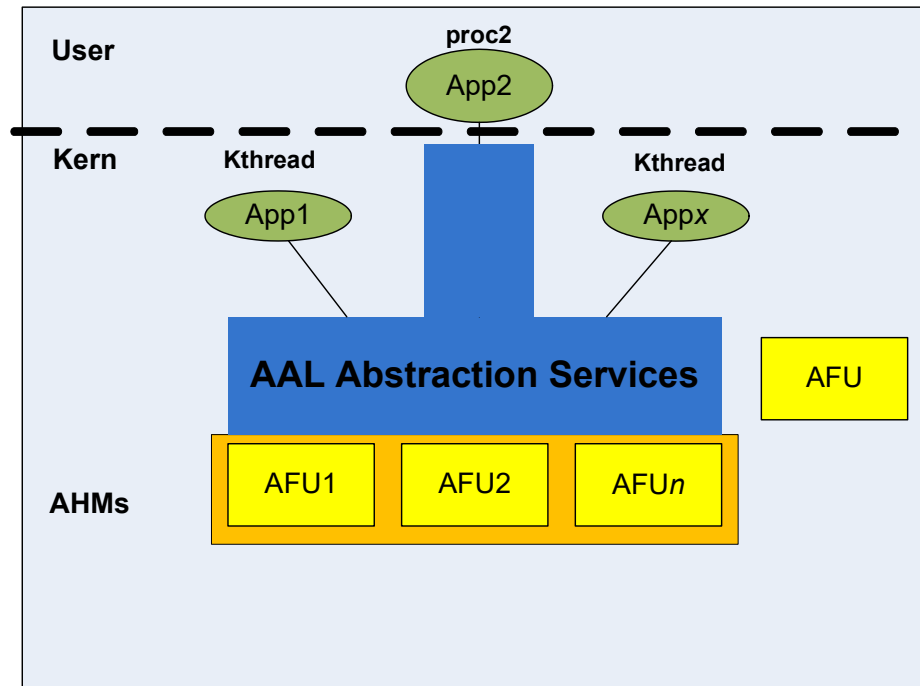 User
proc2
App2
Kern
Kthread
Kthread
App1
Appx
AAL Abstraction Services
AFU
AFU1
AFU2
AFUn
AHMs